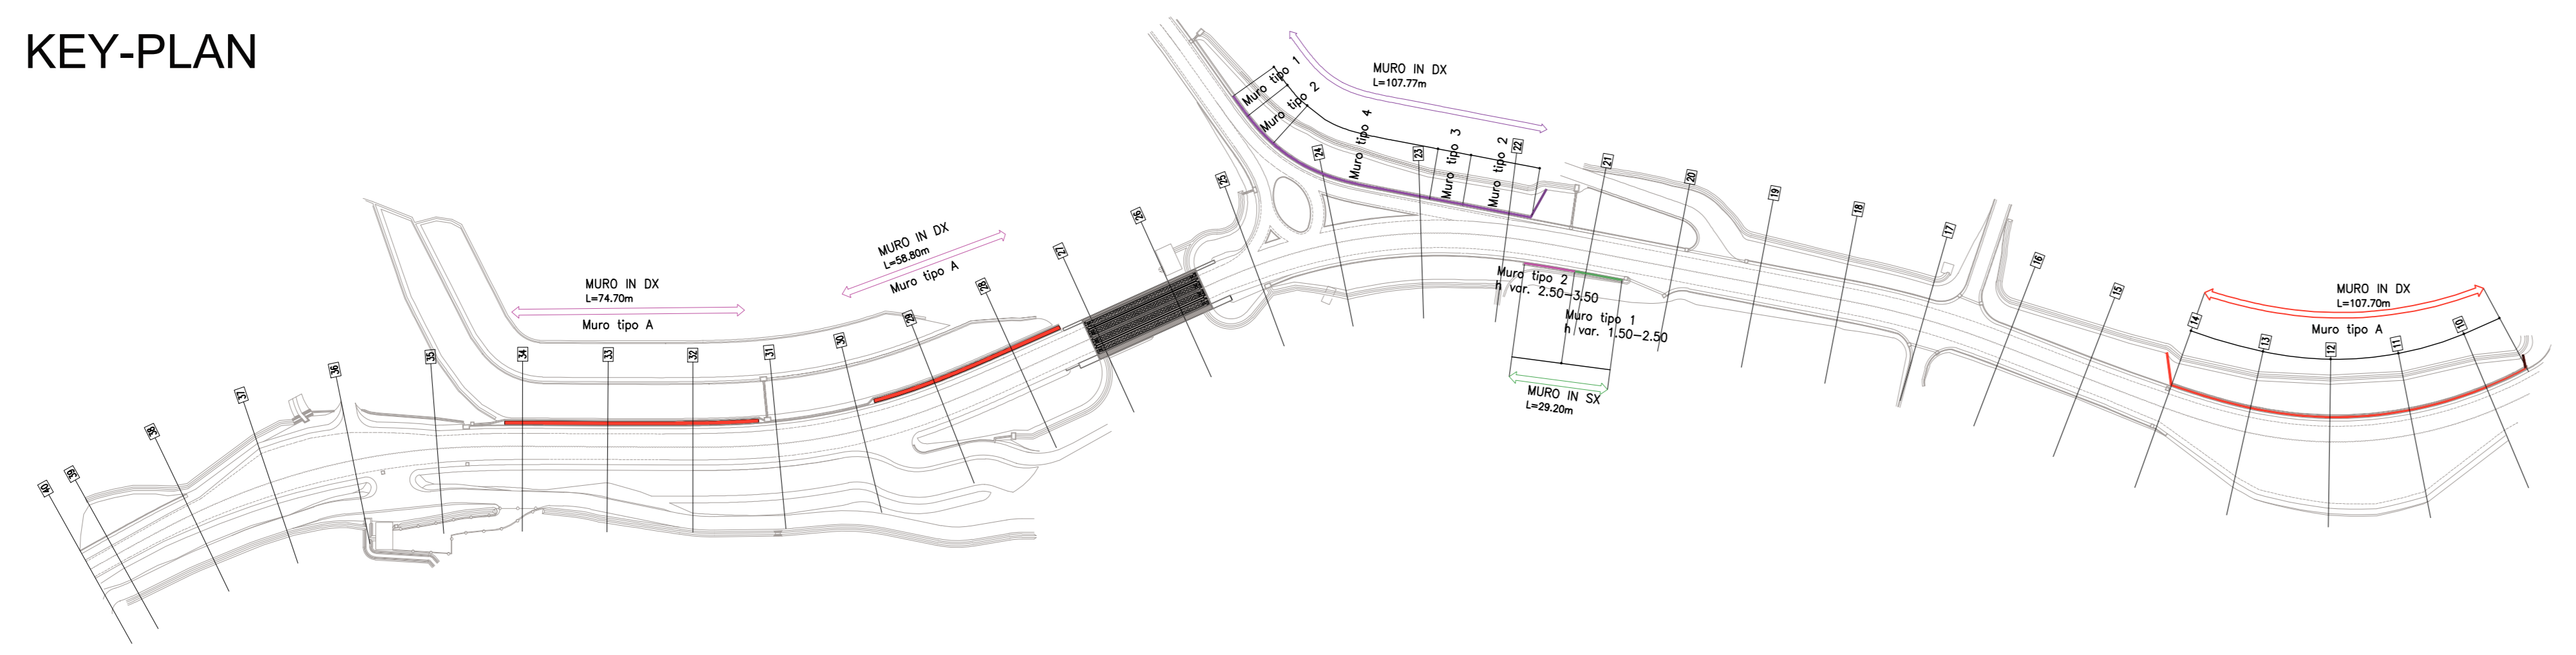 KEY-PLAN
MURO IN DX
L=107.77m
Muro tipo 1
Muro tipo 2
Muro tipo 4
Muro tipo 3
Muro tipo 2
MURO IN DX
L=58.80m
Muro tipo A
MURO IN DX
L=74.70m
Muro tipo A
Muro tipo 2
h var. 2.50-3.50
Muro tipo 1
h var. 1.50-2.50
MURO IN SX
L=29.20m
MURO IN DX
L=107.70m
Muro tipo A
40
39
38
37
36
35
34
33
32
31
30
29
28
27
26
25
24
23
22
21
20
19
18
17
16
15
14
13
12
11
10